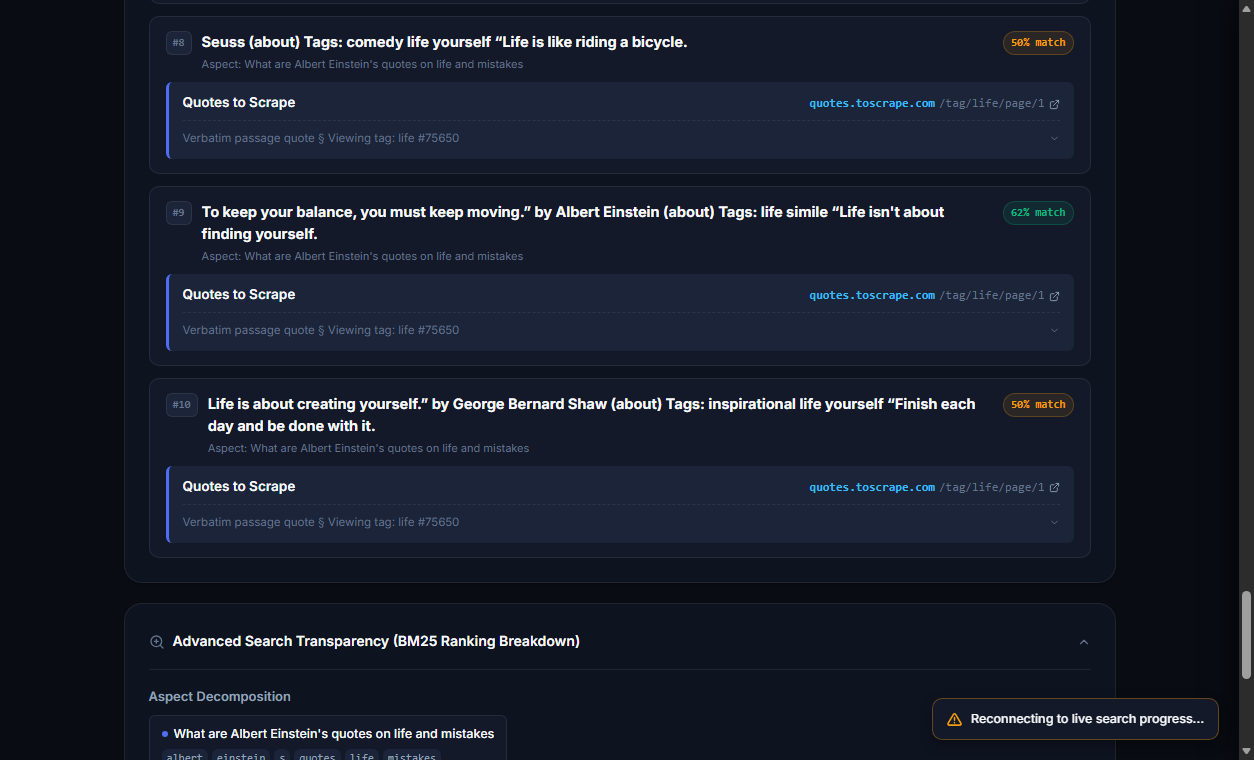 #8
Seuss (about) Tags: comedy life yourself “Life is like riding a bicycle.
50% match
Aspect: What are Albert Einstein's quotes on life and mistakes
Quotes to Scrape
quotes.toscrape.com /tag/life/page/1
Verbatim passage quote § Viewing tag: life #75650
#9
To keep your balance, you must keep moving.” by Albert Einstein (about) Tags: life simile “Life isn't about
finding yourself.
62% match
Aspect: What are Albert Einstein's quotes on life and mistakes
Quotes to Scrape
quotes.toscrape.com /tag/life/page/1
Verbatim passage quote § Viewing tag: life #75650
#10
Life is about creating yourself.” by George Bernard Shaw (about) Tags: inspirational life yourself “Finish each
day and be done with it.
50% match
Aspect: What are Albert Einstein's quotes on life and mistakes
Quotes to Scrape
quotes.toscrape.com /tag/life/page/1
Verbatim passage quote § Viewing tag: life #75650
Advanced Search Transparency (BM25 Ranking Breakdown)
Aspect Decomposition
What are Albert Einstein's quotes on life and mistakes
albert einstein s quotes life mistakes
Reconnecting to live search progress...